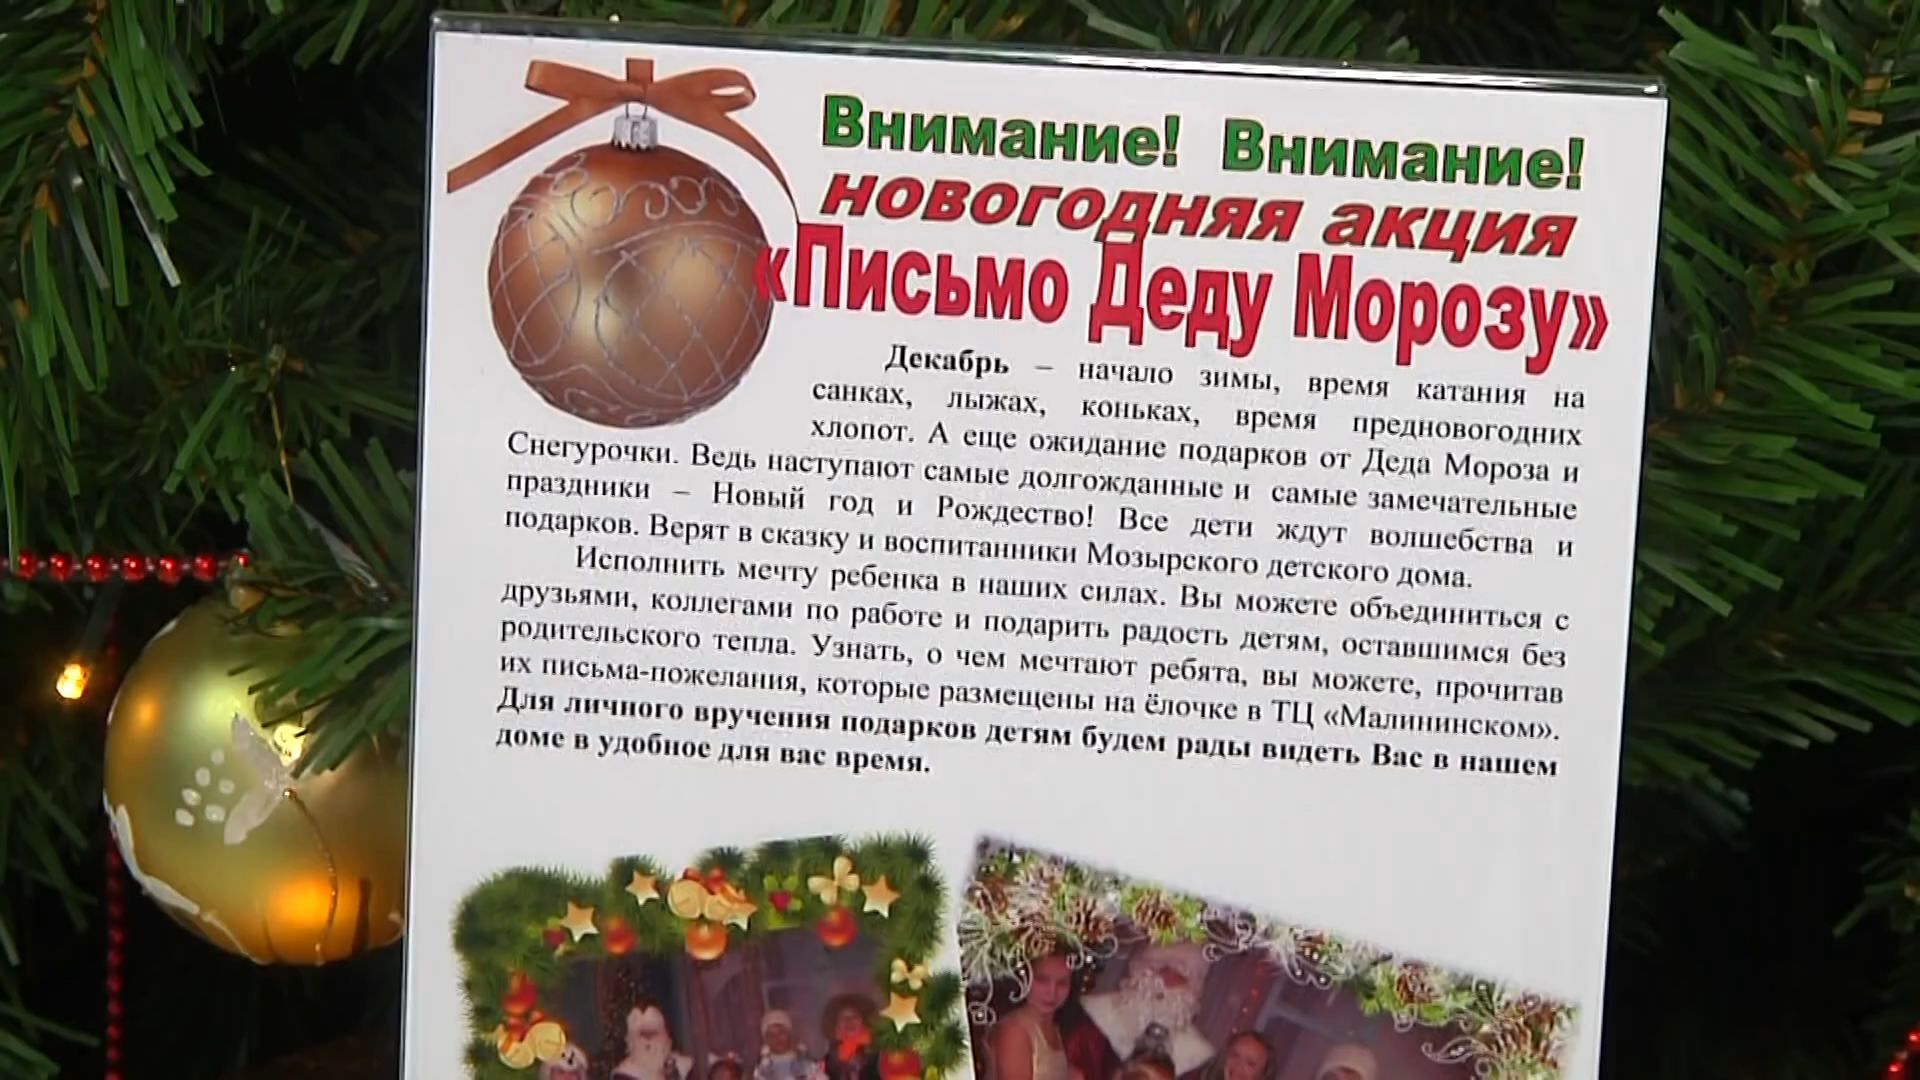 Внимание! Внимание!
новогодняя акция
«Письмо Деду Морозу»
Декабрь – начало зимы, время катания на
санках, лыжах, коньках, время предновогодних
хлопот. А еще ожидание подарков от Деда Мороза и
Снегурочки. Ведь наступают самые долгожданные и самые замечательные
праздники – Новый год и Рождество! Все дети ждут волшебства и
подарков. Верят в сказку и воспитанники Мозырского детского дома.
Исполнить мечту ребенка в наших силах. Вы можете объединиться с
друзьями, коллегами по работе и подарить радость детям, оставшимся без
родительского тепла. Узнать, о чем мечтают ребята, вы можете, прочитав
их письма-пожелания, которые размещены на ёлочке в ТЦ «Малининском».
Для личного вручения подарков детям будем рады видеть Вас в нашем
доме в удобное для вас время.